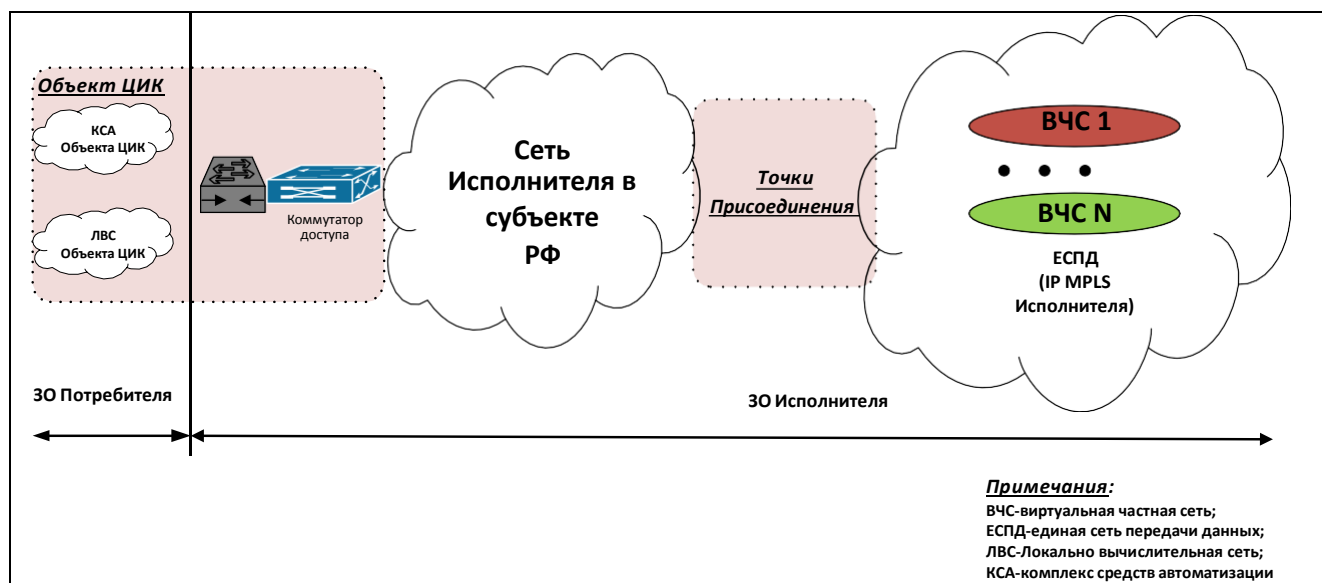 Объект ЦИК
КСА
Объекта ЦИК
ЛВС
Объекта ЦИК
Коммутатор
доступа
Сеть
Исполнителя в
субъекте
РФ
Точки
Присоединения
ВЧС 1
ВЧС N
ЕСПД
(IP MPLS
Исполнителя)
ЗО Потребителя
ЗО Исполнителя
Примечания:
ВЧС-виртуальная частная сеть;
ЕСПД-единая сеть передачи данных;
ЛВС-Локально вычислительная сеть;
КСА-комплекс средств автоматизации